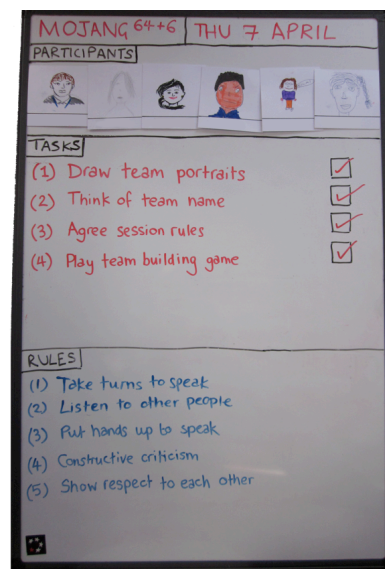 MOJANG 64++6 THU 7 APRIL
PARTICIPANTS
TASKS
(1) Draw team portraits
(2) Think of team name
(3) Agree session rules
(4) Play team building game
RULES
(1) Take turns to speak
(2) Listen to other people
(3) Put hands up to speak
(4) Constructive criticism
(5) Show respect to each other